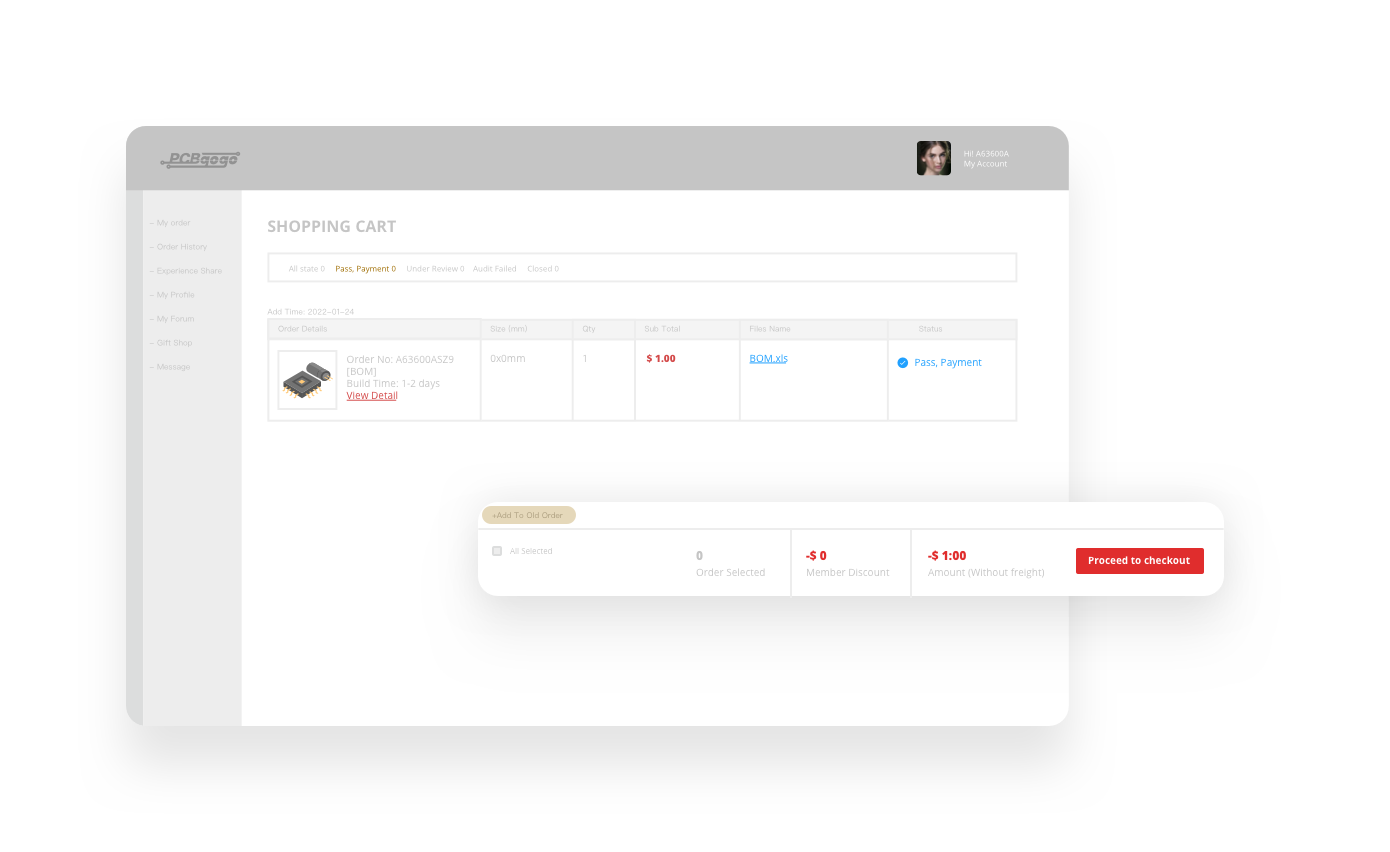 PCBgogo
Hi! A63600A
My Account
– My order
– Order History
– Experience Share
– My Profile
– My Forum
– Gift Shop
– Message
SHOPPING CART
All state 0 Pass, Payment 0 Under Review 0 Audit Failed Closed 0
Add Time: 2022-01-24
Order Details Size (mm) Qty Sub Total Files Name Status
Order No: A63600ASZ9
[BOM]
Build Time: 1-2 days
View Detail
0x0mm
1
$ 1.00
BOM.xls
Pass, Payment
+Add To Old Order
All Selected
0
Order Selected
-$ 0
Member Discount
-$ 1:00
Amount (Without freight)
Proceed to checkout